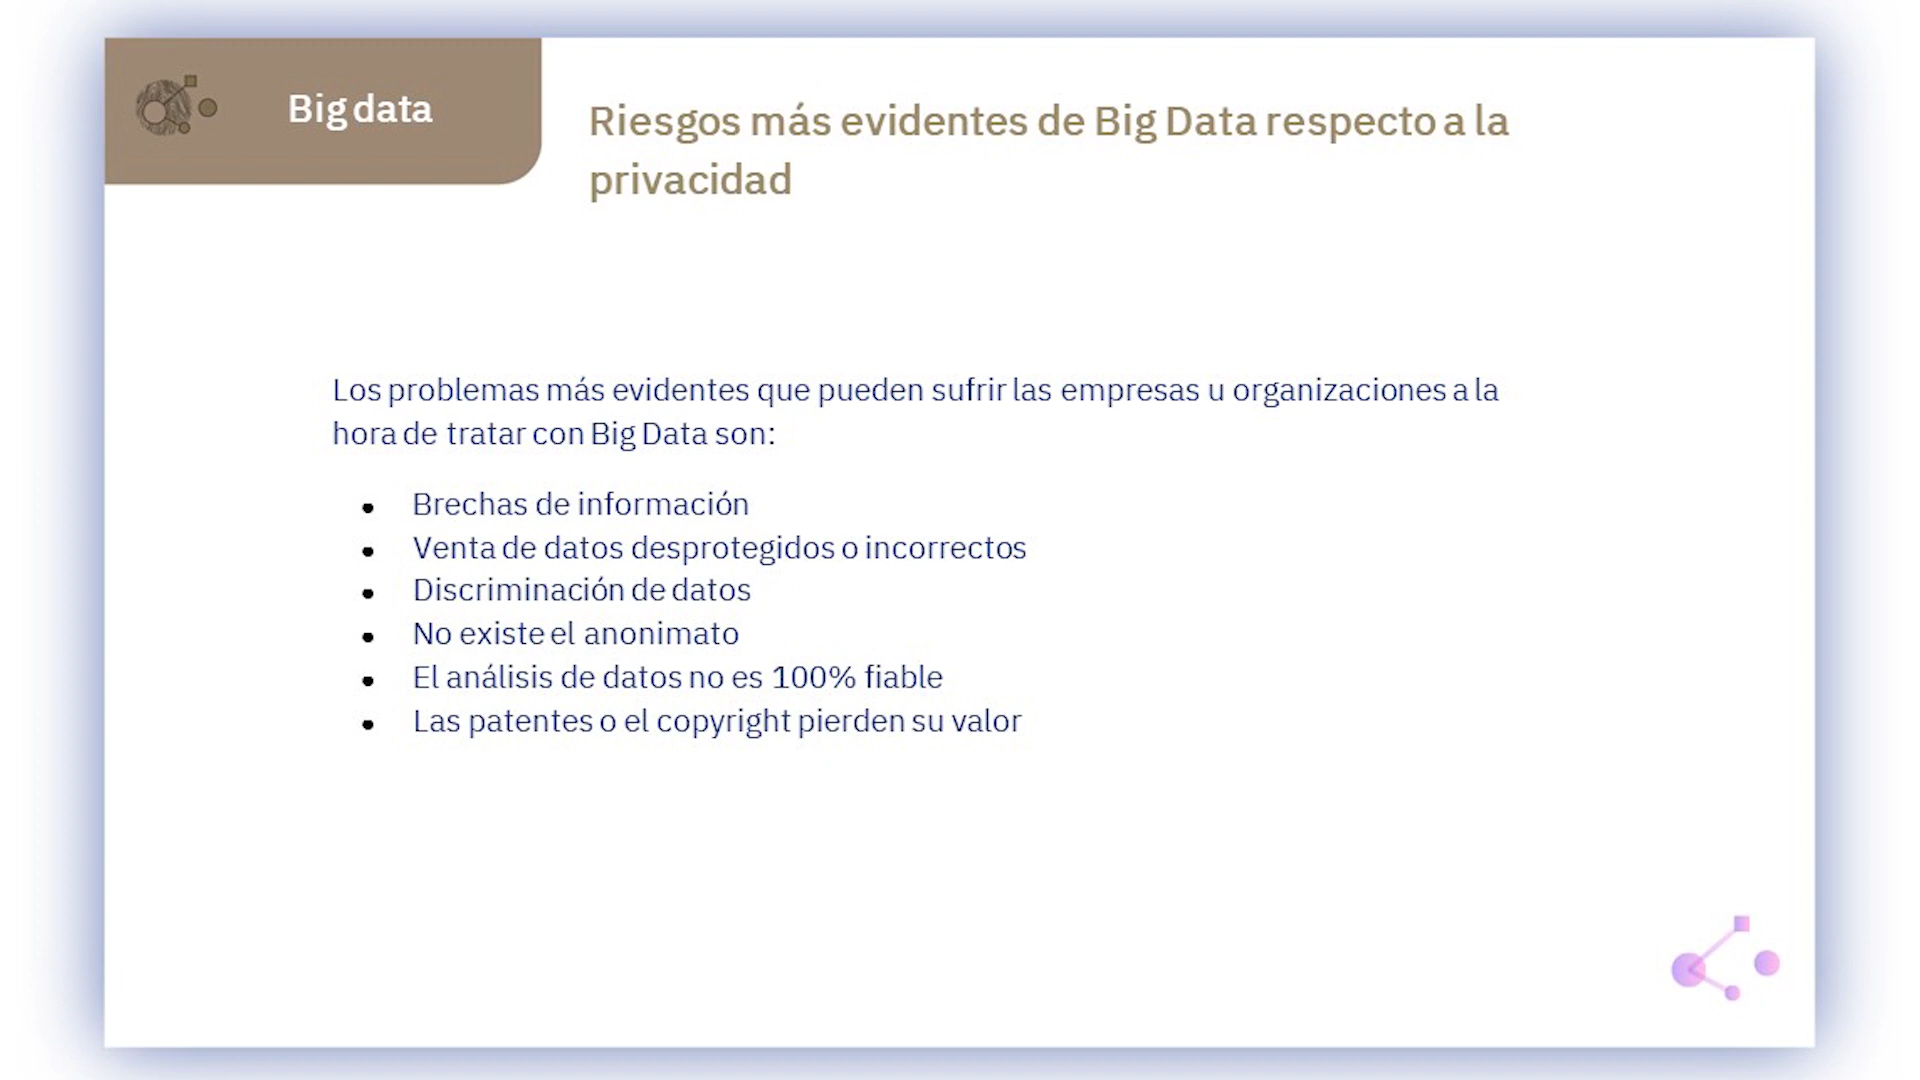 Big data
Riesgos más evidentes de Big Data respecto a la
privacidad
Los problemas más evidentes que pueden sufrir las empresas u organizaciones a la
hora de tratar con Big Data son:
• Brechas de información
• Venta de datos desprotegidos o incorrectos
• Discriminación de datos
• No existe el anonimato
• El análisis de datos no es 100% fiable
• Las patentes o el copyright pierden su valor